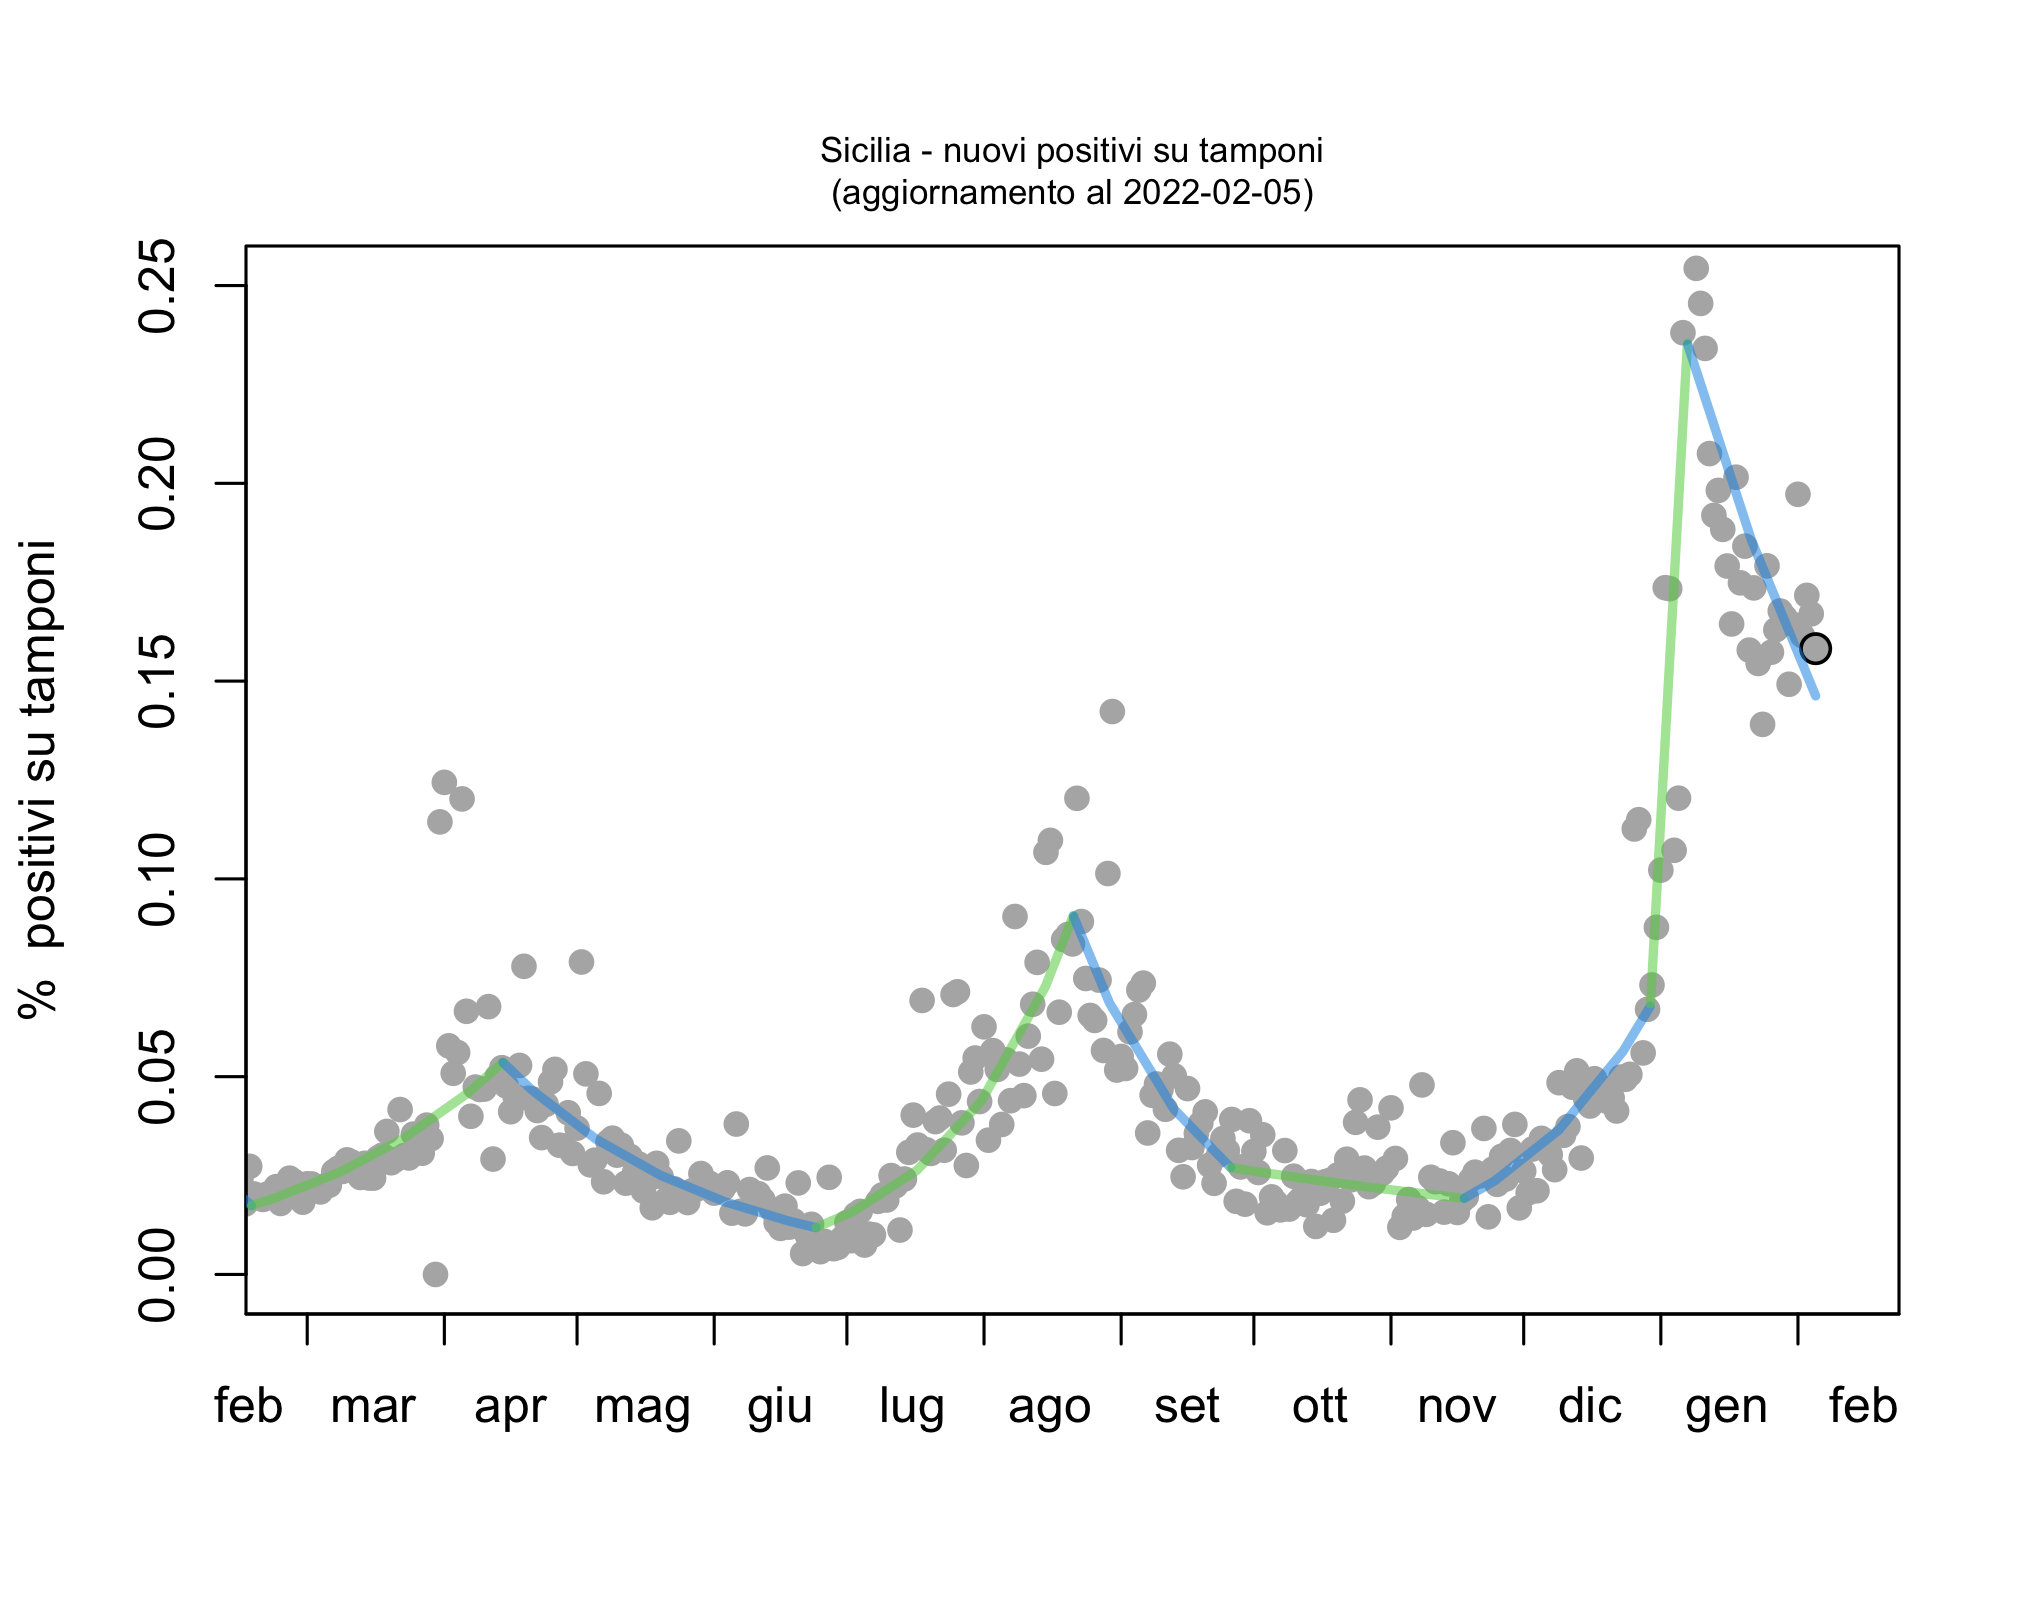 Sicilia - nuovi positivi su tamponi
(aggiornamento al 2022-02-05)
% positivi su tamponi
0.25
0.20
0.15
0.10
0.05
0.00
feb mar apr mag giu lug ago set ott nov dic gen feb